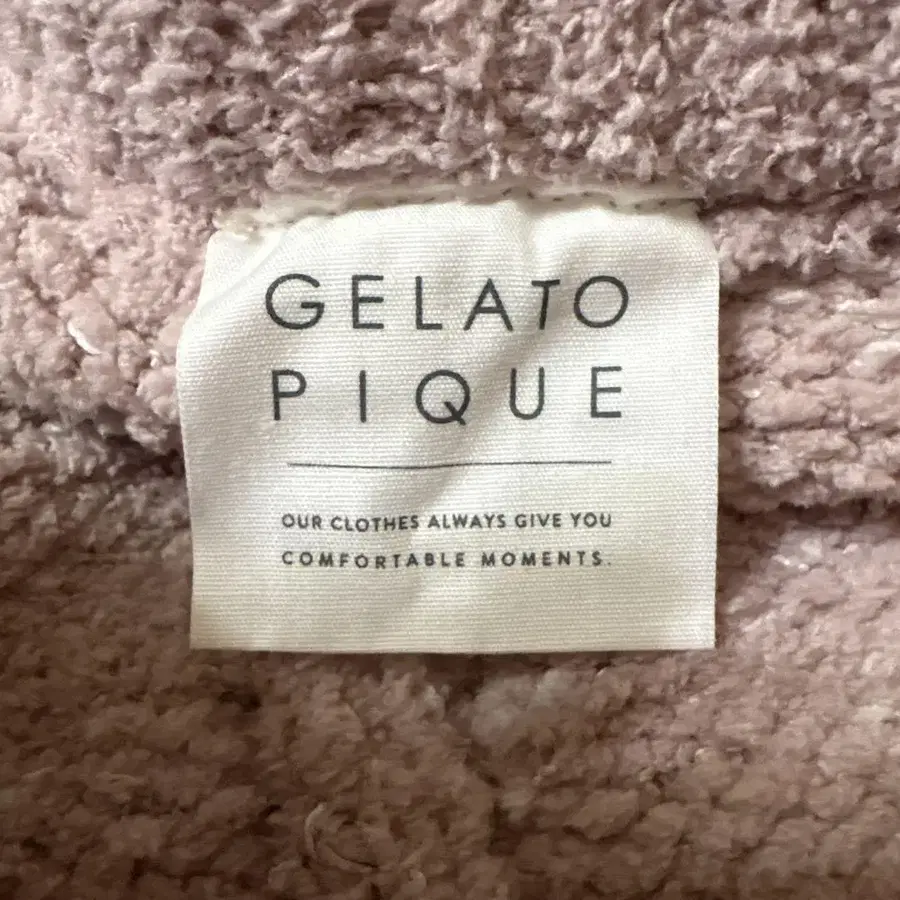 GELATO
PIQUE
OUR CLOTHES ALWAYS GIVE YOU
COMFORTABLE MOMENTS.